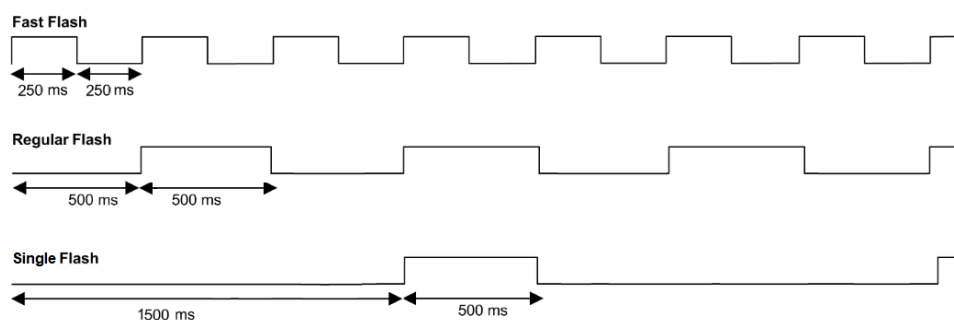 Fast Flash
250 ms 250 ms
Regular Flash
500 ms 500 ms
Single Flash
1500 ms 500 ms